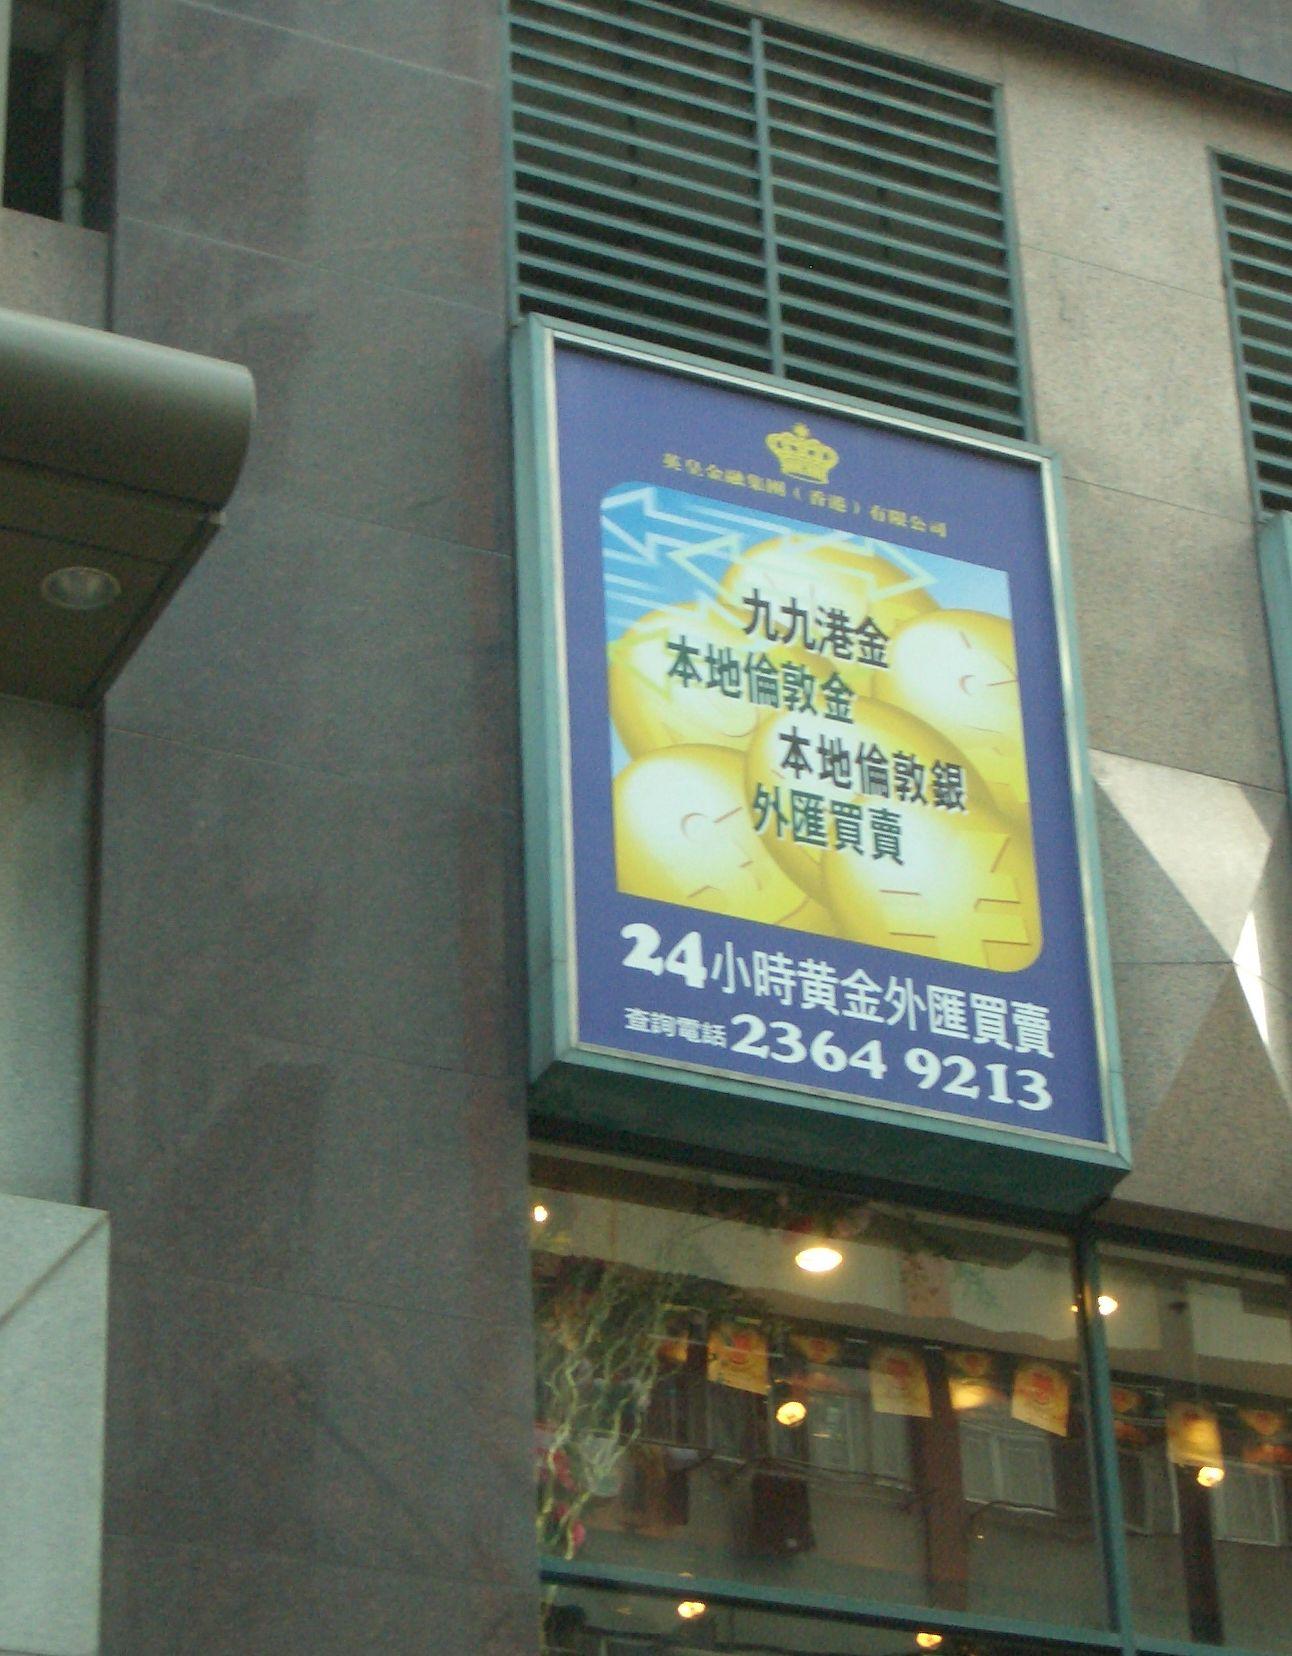 英皇金融集團（香港）有限公司
九九港金
本地倫敦金
本地倫敦銀
外匯買賣
24小時黃金外匯買賣
查詢電話 2364 9213